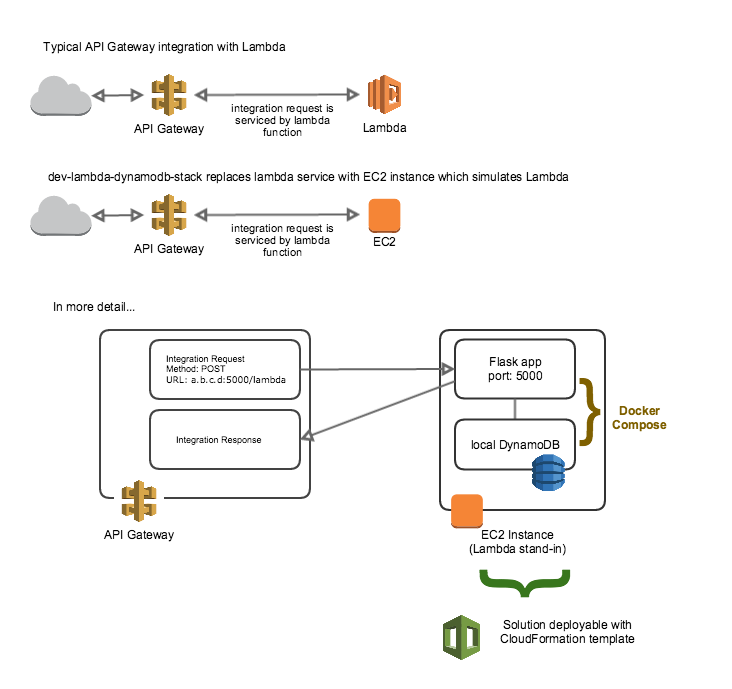 Typical API Gateway integration with Lambda
integration request is
serviced by lambda
function
API Gateway
Lambda
dev-lambda-dynamodb-stack replaces lambda service with EC2 instance which simulates Lambda
integration request is
serviced by lambda
function
API Gateway
EC2
In more detail...
Integration Request
Method: POST
URL: a.b.c.d:5000/lambda
Flask app
port: 5000
Integration Response
local DynamoDB
Docker
Compose
API Gateway
EC2 Instance
(Lambda stand-in)
Solution deployable with
CloudFormation template